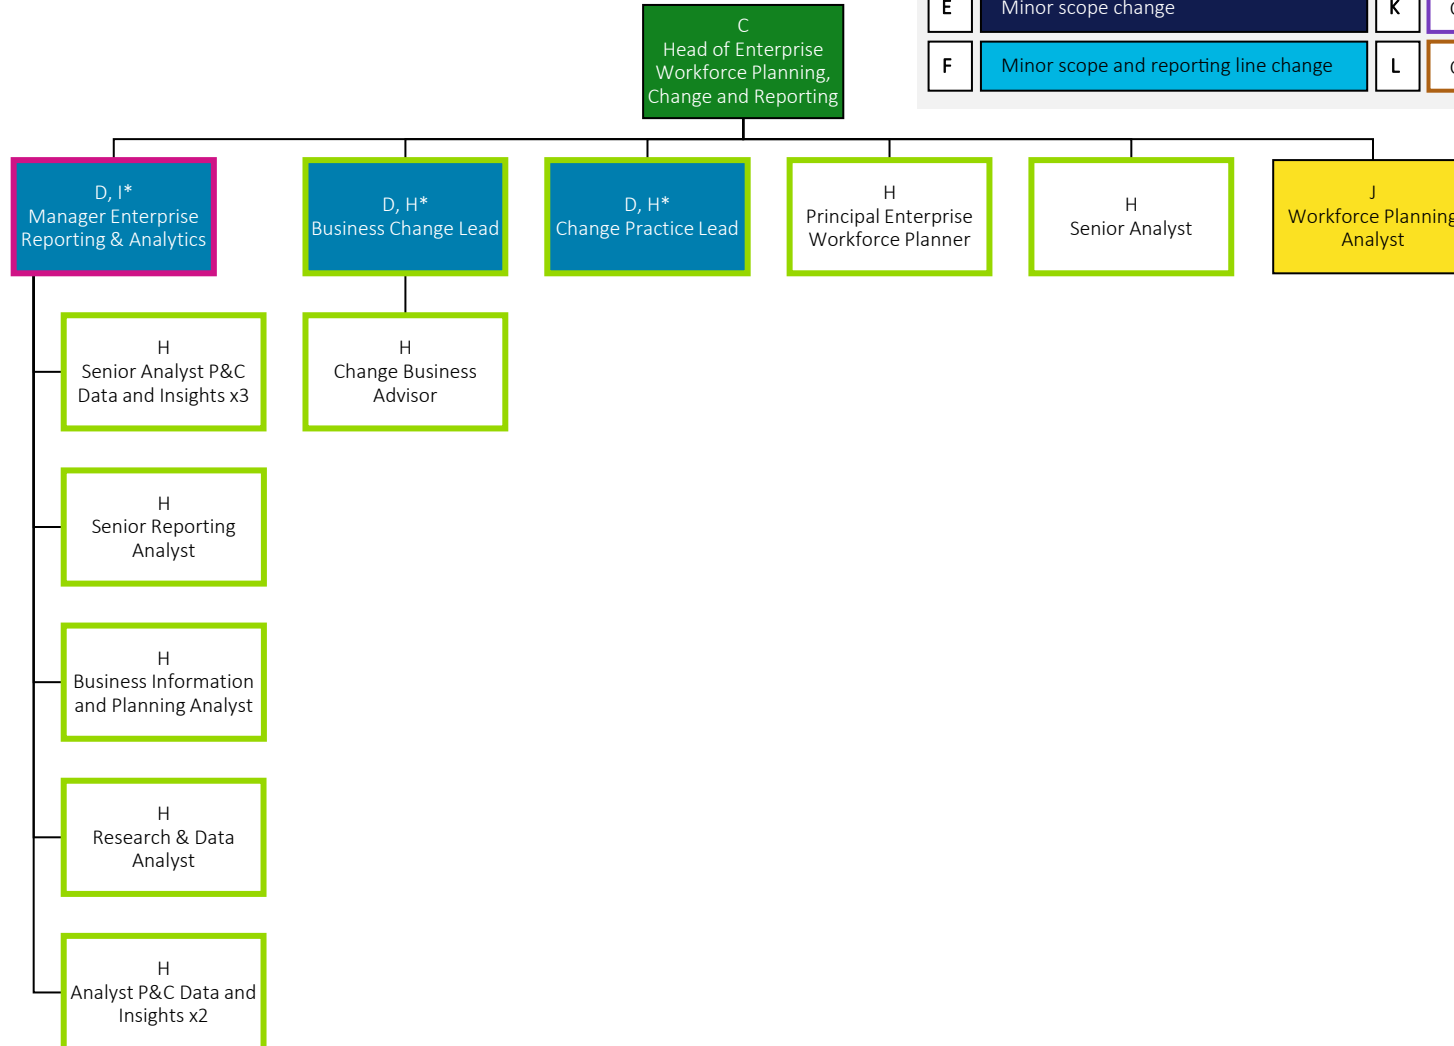 E
Minor scope change
K
F
Minor scope and reporting line change
L
C
Head of Enterprise
Workforce Planning,
Change and Reporting
D, I*
Manager Enterprise
Reporting & Analytics
D, H*
Business Change Lead
D, H*
Change Practice Lead
H
Principal Enterprise
Workforce Planner
H
Senior Analyst
J
Workforce Planning
Analyst
H
Senior Analyst P&C
Data and Insights x3
H
Change Business
Advisor
H
Senior Reporting
Analyst
H
Business Information
and Planning Analyst
H
Research & Data
Analyst
H
Analyst P&C Data and
Insights x2